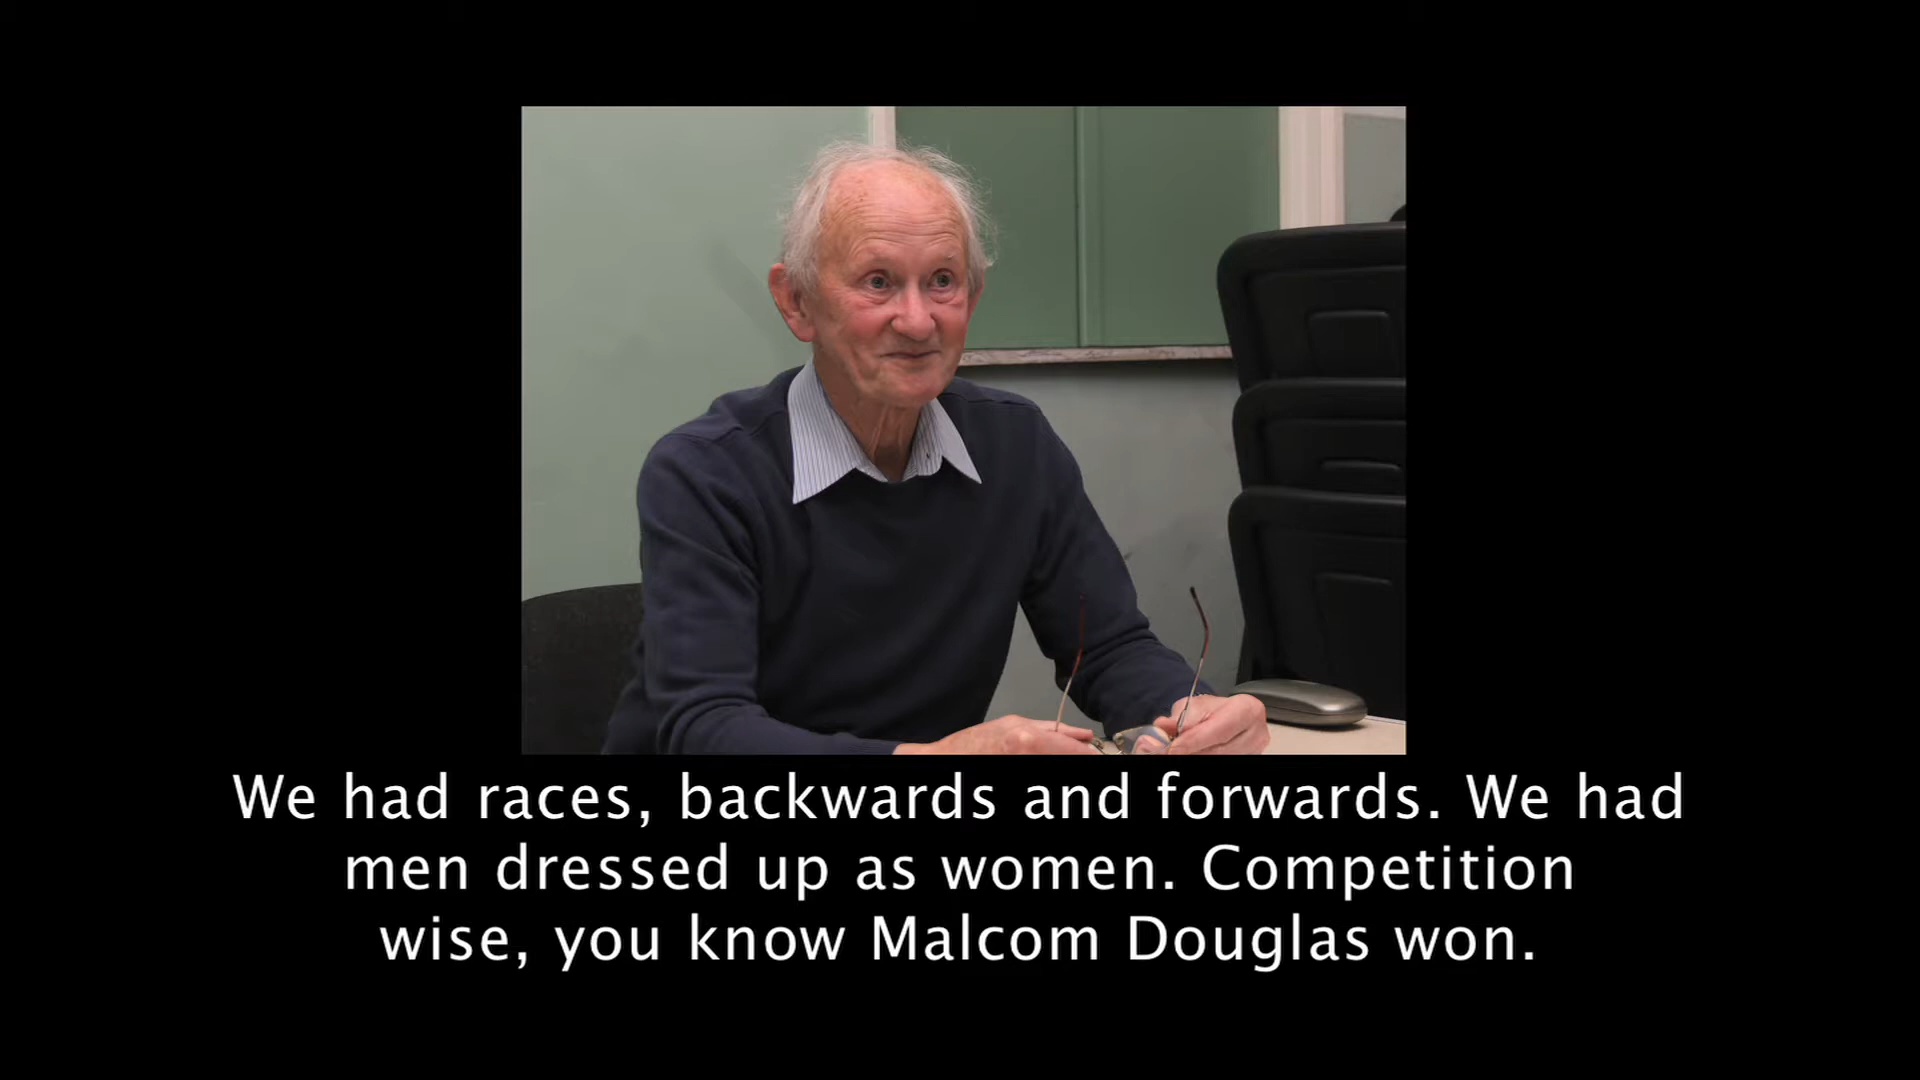 We had races, backwards and forwards. We had
men dressed up as women. Competition
wise, you know Malcom Douglas won.